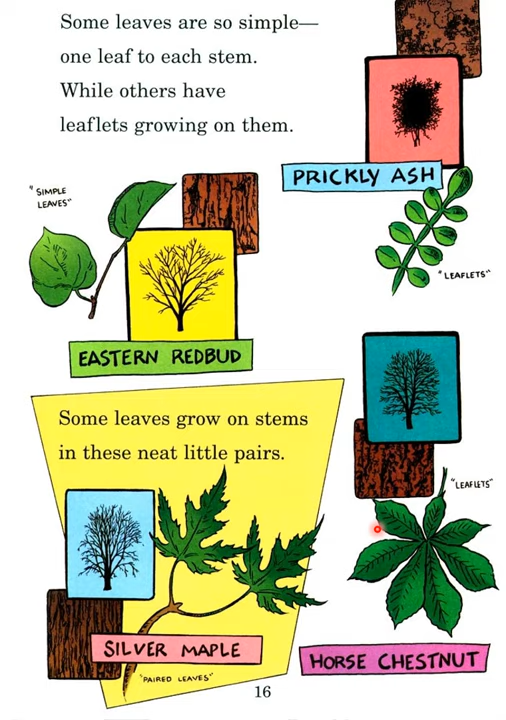 Some leaves are so simple—
one leaf to each stem.
While others have
leaflets growing on them.
PRICKLY ASH
"LEAFLETS"
"SIMPLE
LEAVES"
EASTERN REDBUD
Some leaves grow on stems
in these neat little pairs.
SILVER MAPLE
"PAIRED LEAVES"
"LEAFLETS"
HORSE CHESTNUT
16